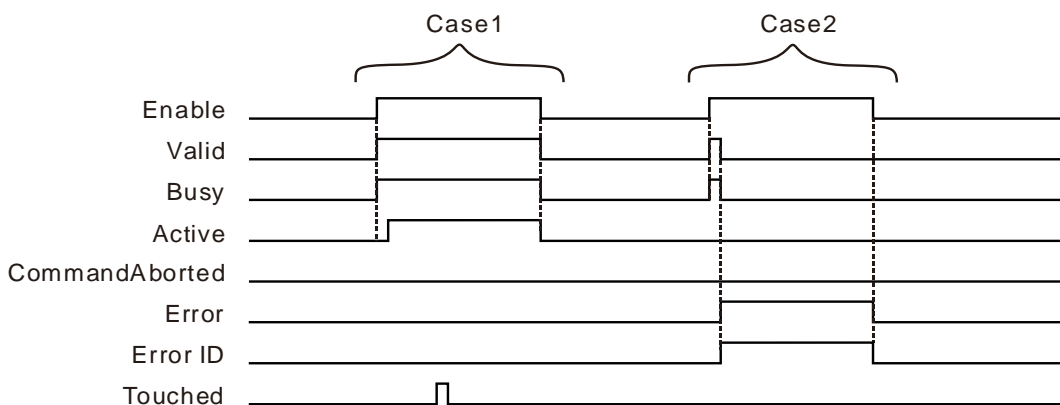 Case1
Case2
Enable
Valid
Busy
Active
CommandAborted
Error
Error ID
Touched